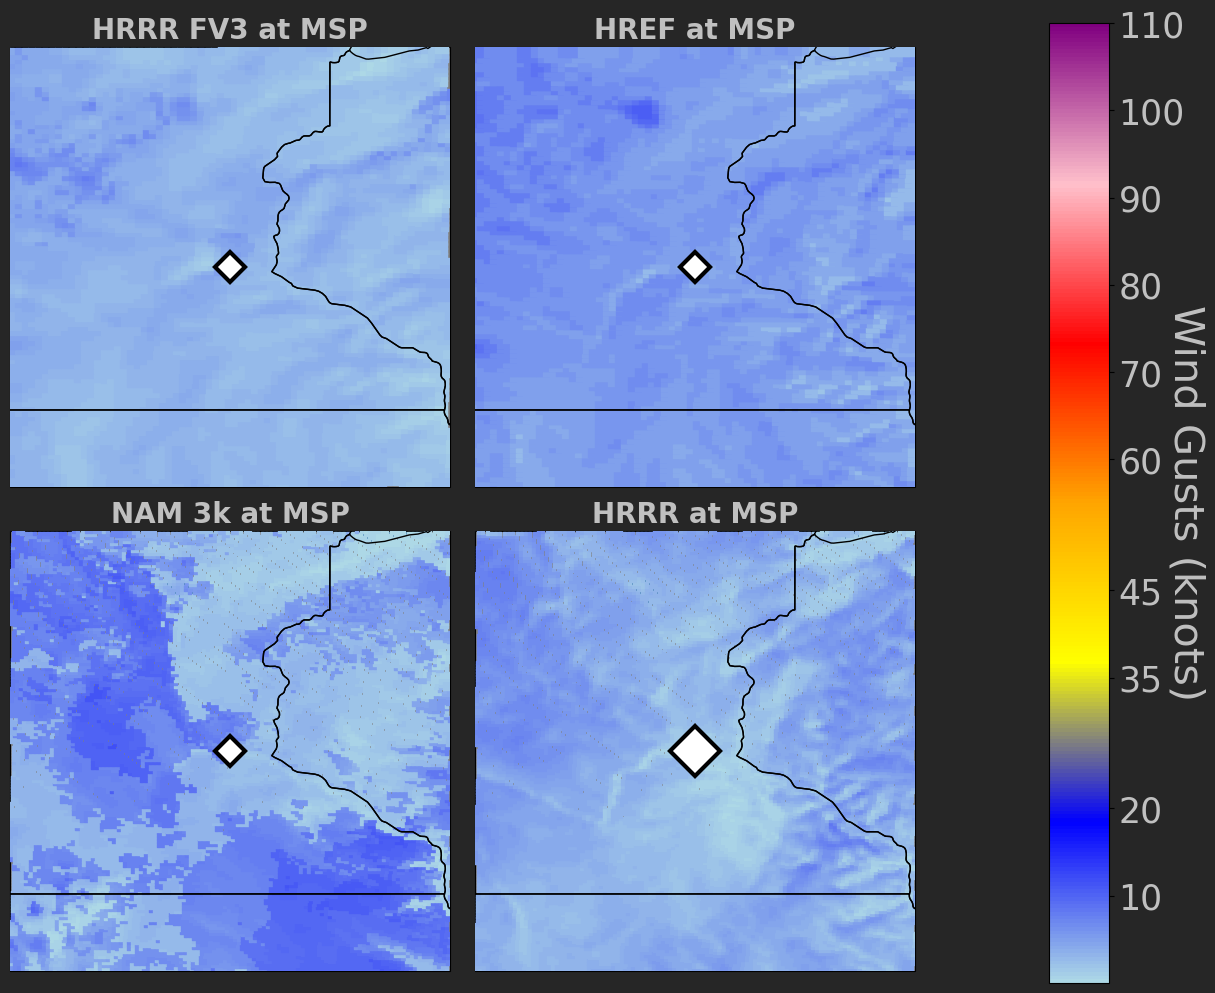 HRRR FV3 at MSP
HREF at MSP
NAM 3k at MSP
HRRR at MSP
110
100
90
80
70
60
45
35
20
10
Wind Gusts (knots)